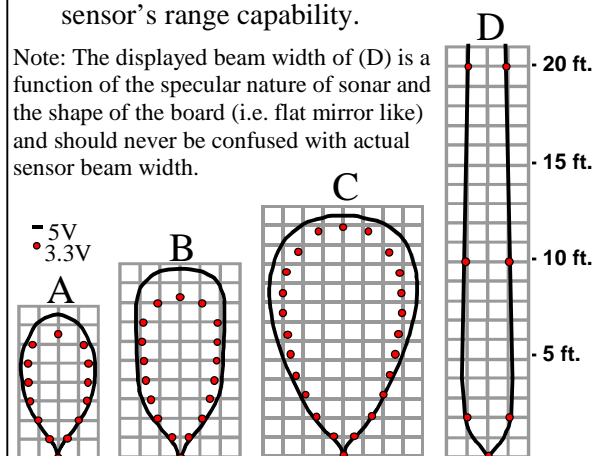 sensor’s range capability.
Note: The displayed beam width of (D) is a
function of the specular nature of sonar and
the shape of the board (i.e. flat mirror like)
and should never be confused with actual
sensor beam width.
5V
3.3V
A
B
C
D
20 ft.
15 ft.
10 ft.
5 ft.